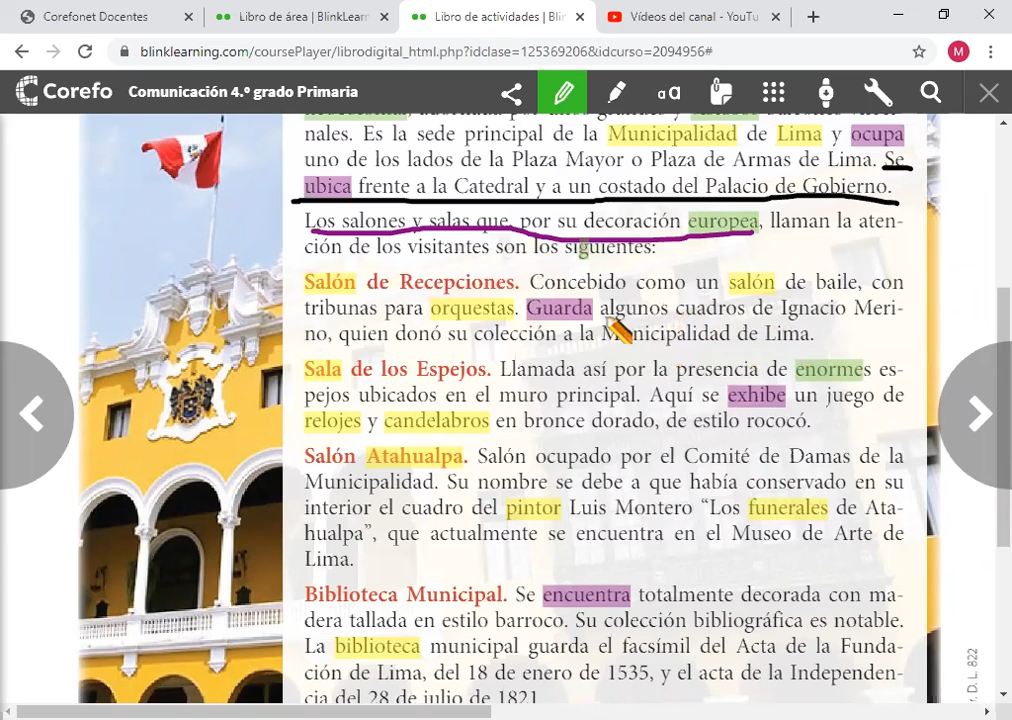 Corefonet Docentes
Libro de área | BlinkLearn
Libro de actividades | Blin
Vídeos del canal - YouTu
blinklearning.com/coursePlayer/librodigital_html.php?idclase=125369206&idcurso=2094956#
M
Corefo
Comunicación 4.º grado Primaria
aα
nales. Es la sede principal de la Municipalidad de Lima y ocupa
uno de los lados de la Plaza Mayor o Plaza de Armas de Lima. Se
ubica frente a la Catedral y a un costado del Palacio de Gobierno.
Los salones y salas que, por su decoración europea, llaman la aten-
ción de los visitantes son los siguientes:
Salón de Recepciones. Concebido como un salón de baile, con
tribunas para orquestas. Guarda algunos cuadros de Ignacio Meri-
no, quien donó su colección a la Municipalidad de Lima.
Sala de los Espejos. Llamada así por la presencia de enormes es-
pejos ubicados en el muro principal. Aquí se exhibe un juego de
relojes y candelabros en bronce dorado, de estilo rococó.
Salón Atahualpa. Salón ocupado por el Comité de Damas de la
Municipalidad. Su nombre se debe a que había conservado en su
interior el cuadro del pintor Luis Montero “Los funerales de Ata-
hualpa”, que actualmente se encuentra en el Museo de Arte de
Lima.
Biblioteca Municipal. Se encuentra totalmente decorada con ma-
dera tallada en estilo barroco. Su colección bibliográfica es notable.
La biblioteca municipal guarda el facsímil del Acta de la Funda-
ción de Lima, del 18 de enero de 1535, y el acta de la Independen-
cia del 28 de julio de 1821
D. L. 822